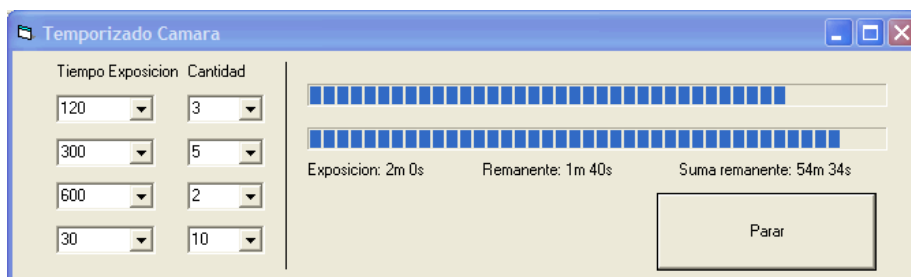 Temporizado Camara
Tiempo Exposicion Cantidad
120 3
300 5
600 2
30 10
Exposicion: 2m 0s Remanente: 1m 40s Suma remanente: 54m 34s
Parar